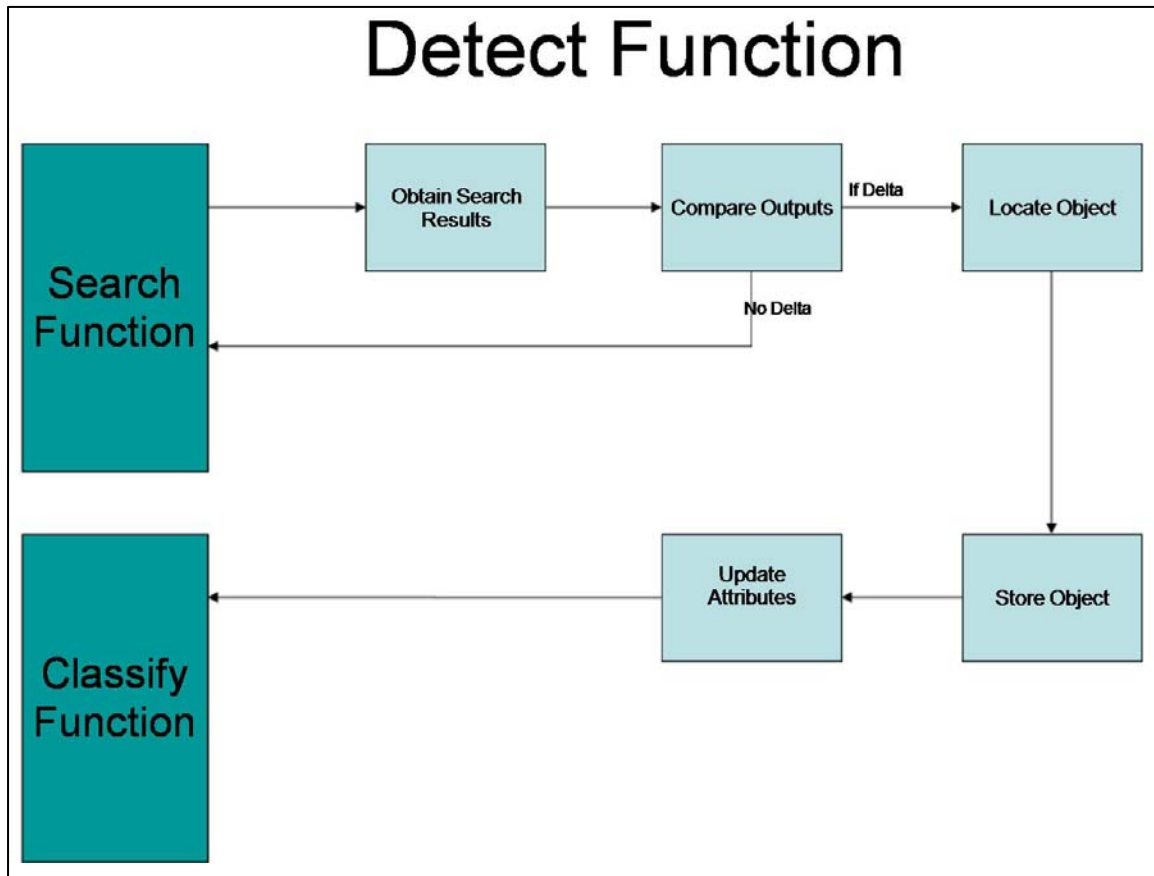 Detect Function
Obtain Search
Results
Compare Outputs
If Delta
Locate Object
Search
Function
No Delta
Update
Attributes
Store Object
Classify
Function